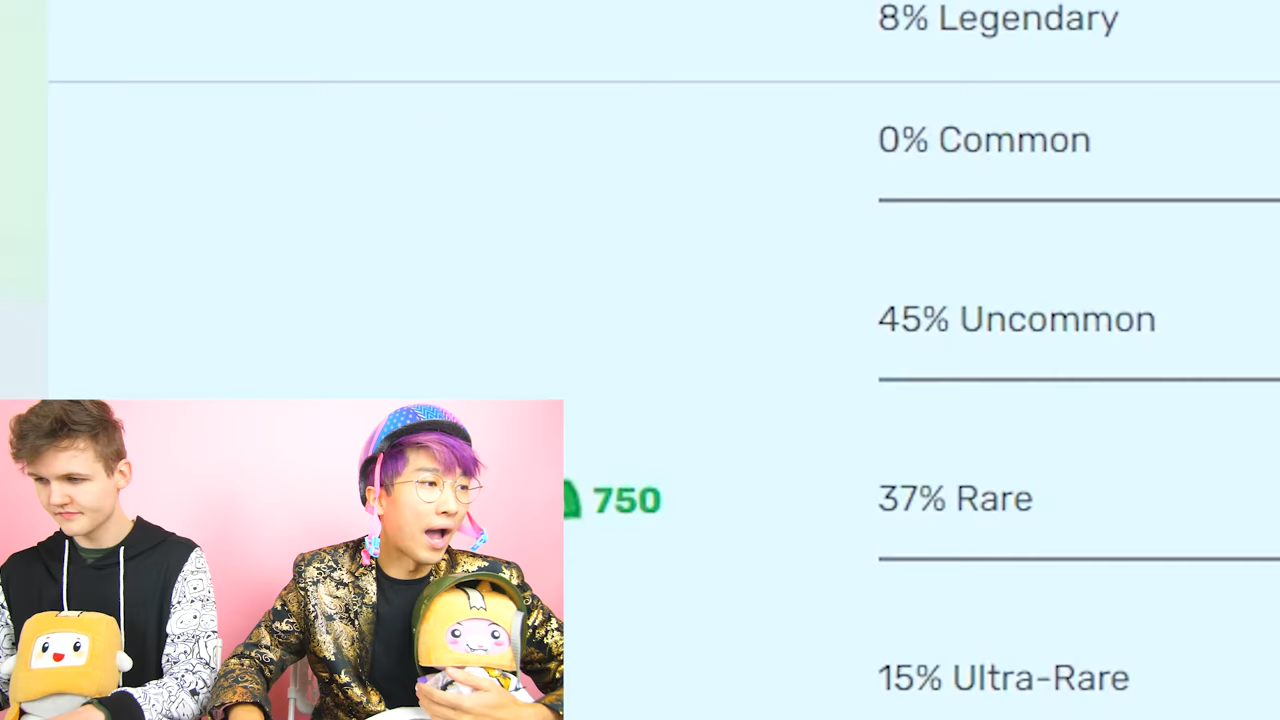 8% Legendary
0% Common
45% Uncommon
750
37% Rare
15% Ultra-Rare